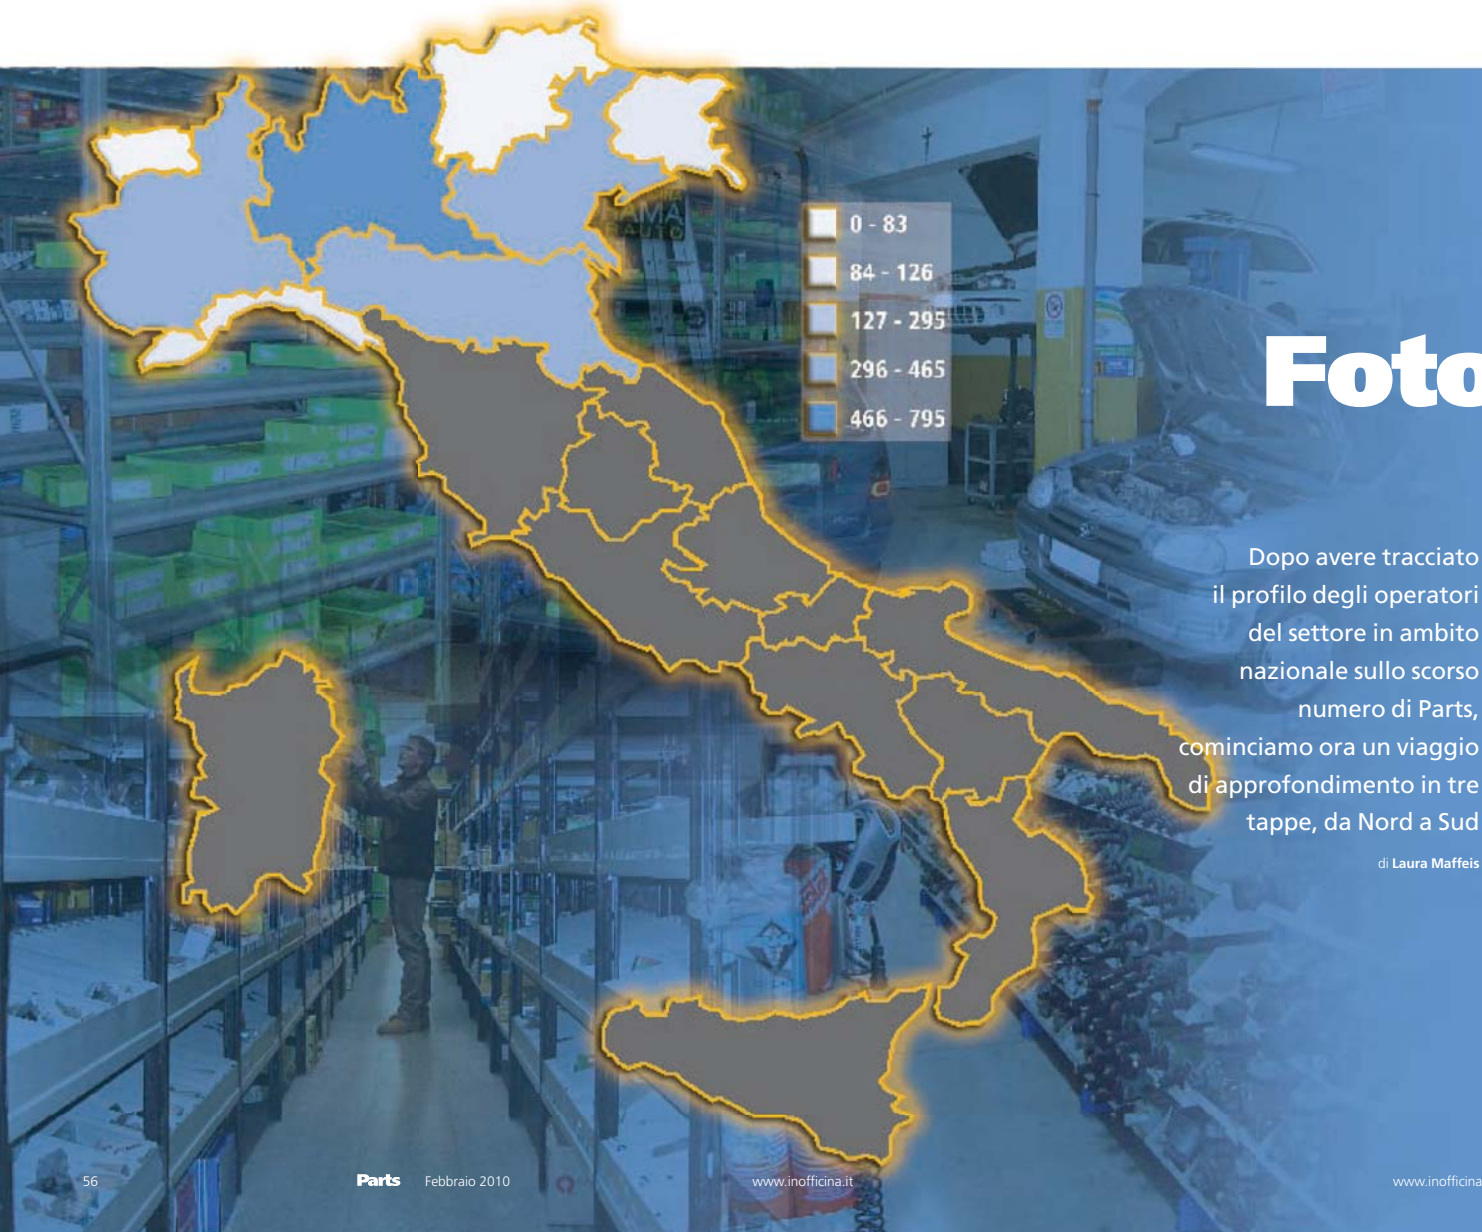 0 - 83
84 - 126
127 - 295
296 - 465
466 - 795
Foto
Dopo avere tracciato
il profilo degli operatori
del settore in ambito
nazionale sullo scorso
numero di Parts,
cominciamo ora un viaggio
di approfondimento in tre
tappe, da Nord a Sud
di Laura Maffeis
56
Parts Febbraio 2010
www.inofficina.it
www.inofficina